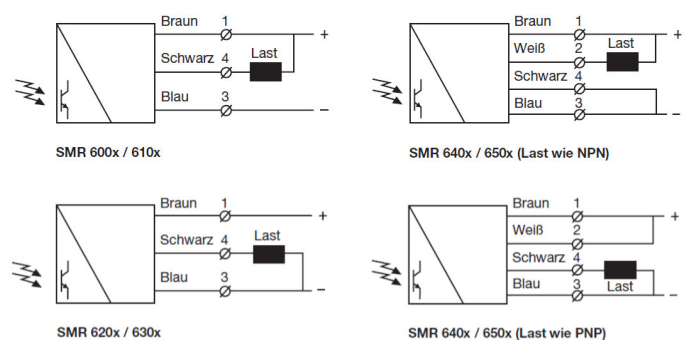 Braun 1
+
Schwarz 4 Last
Blau 3
−
SMR 600x / 610x
Braun 1
+
Weiß 2 Last
Schwarz 4
Blau 3
−
SMR 640x / 650x (Last wie NPN)
Braun 1
+
Schwarz 4 Last
Blau 3
−
SMR 620x / 630x
Braun 1
+
Weiß 2
Schwarz 4
Last
Blau 3
−
SMR 640x / 650x (Last wie PNP)